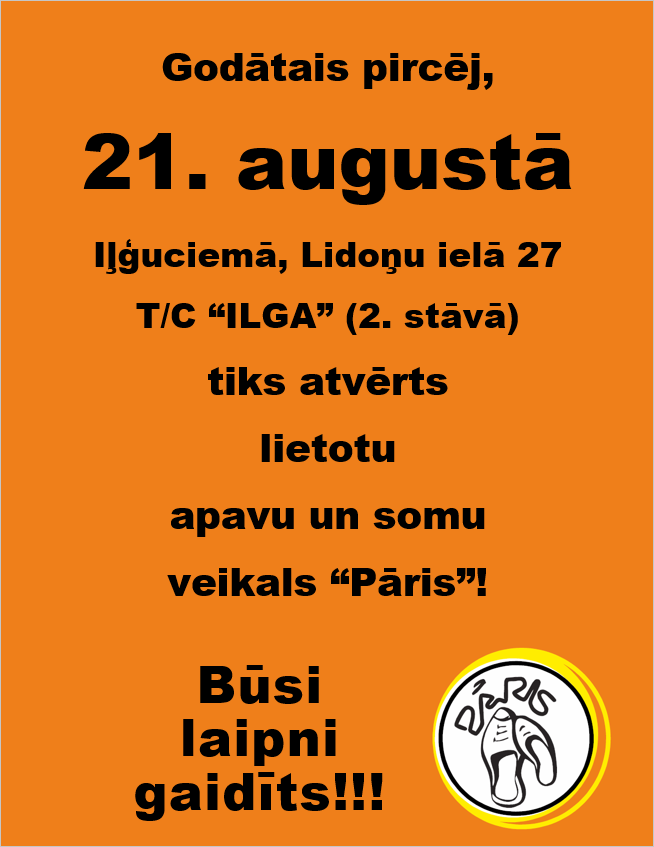 Godātais pircēj,
21. augustā
Iļģuciemā, Lidoņu ielā 27
T/C “ILGA” (2. stāvā)
tiks atvērts
lietotu
apavu un somu
veikals “Pāris”!
Būsi
laipni
gaidīts!!!
PĀRIS